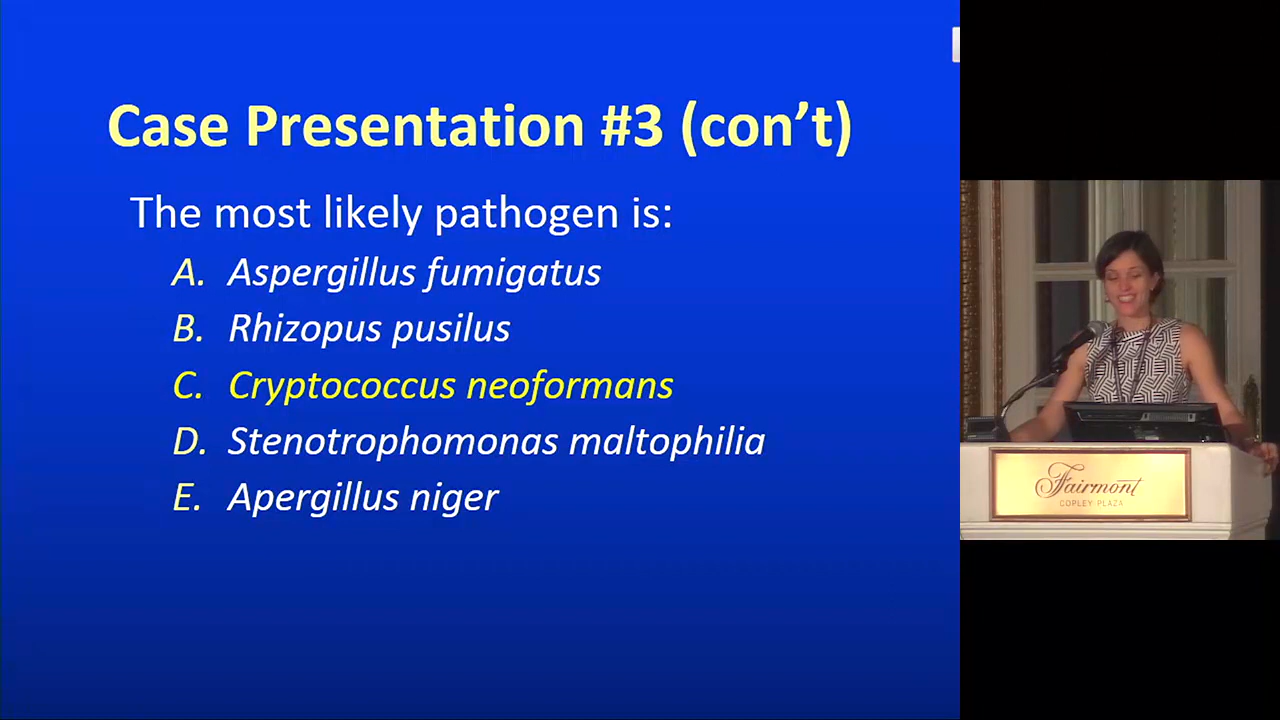 Case Presentation #3 (con’t)
The most likely pathogen is:
A. Aspergillus fumigatus
B. Rhizopus pusilus
C. Cryptococcus neoformans
D. Stenotrophomonas maltophilia
E. Apergillus niger
Fairmont
COPLEY PLAZA